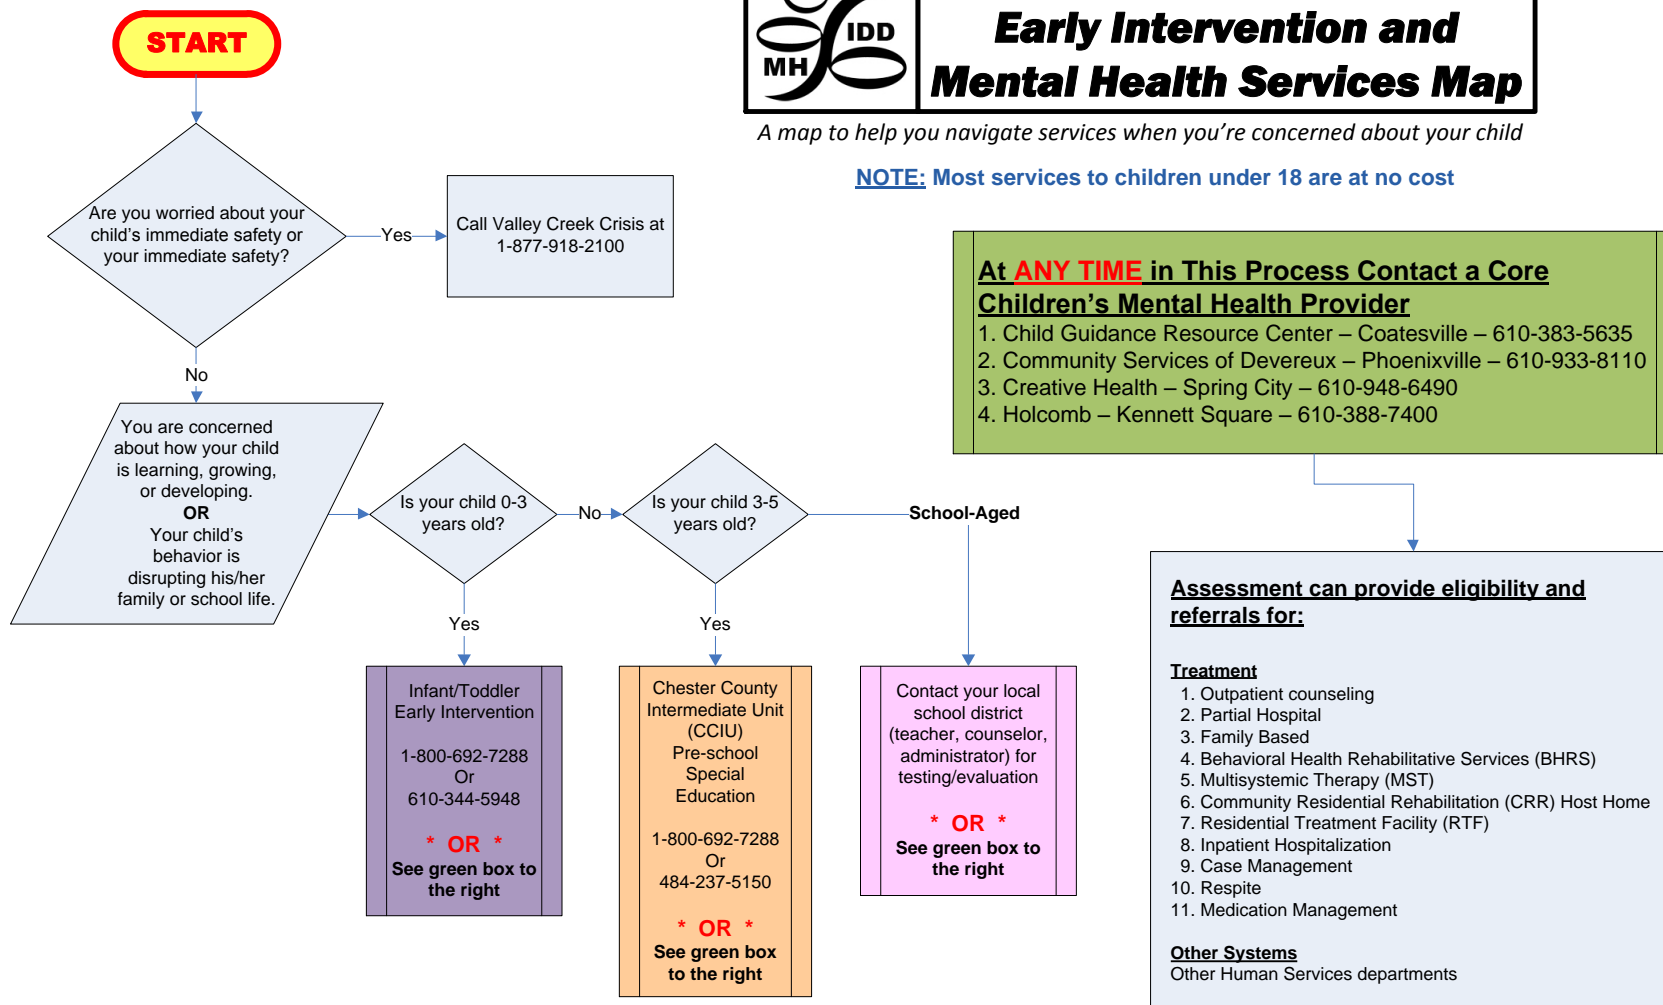 START
IDD
MH
Early Intervention and
Mental Health Services Map
A map to help you navigate services when you're concerned about your child
NOTE: Most services to children under 18 are at no cost
Are you worried about your
child's immediate safety or
your immediate safety?
Yes
Call Valley Creek Crisis at
1-877-918-2100
No
At ANY TIME in This Process Contact a Core
Children's Mental Health Provider
1. Child Guidance Resource Center – Coatesville – 610-383-5635
2. Community Services of Devereux – Phoenixville – 610-933-8110
3. Creative Health – Spring City – 610-948-6490
4. Holcomb – Kennett Square – 610-388-7400
You are concerned
about how your child
is learning, growing,
or developing.
OR
Your child's
behavior is
disrupting his/her
family or school life.
Is your child 0-3
years old?
No
Is your child 3-5
years old?
School-Aged
Yes
Yes
Infant/Toddler
Early Intervention
1-800-692-7288
Or
610-344-5948
* OR *
See green box to
the right
Chester County
Intermediate Unit
(CCIU)
Pre-school
Special
Education
1-800-692-7288
Or
484-237-5150
* OR *
See green box
to the right
Contact your local
school district
(teacher, counselor,
administrator) for
testing/evaluation
* OR *
See green box to
the right
Assessment can provide eligibility and
referrals for:
Treatment
1. Outpatient counseling
2. Partial Hospital
3. Family Based
4. Behavioral Health Rehabilitative Services (BHRS)
5. Multisystemic Therapy (MST)
6. Community Residential Rehabilitation (CRR) Host Home
7. Residential Treatment Facility (RTF)
8. Inpatient Hospitalization
9. Case Management
10. Respite
11. Medication Management
Other Systems
Other Human Services departments